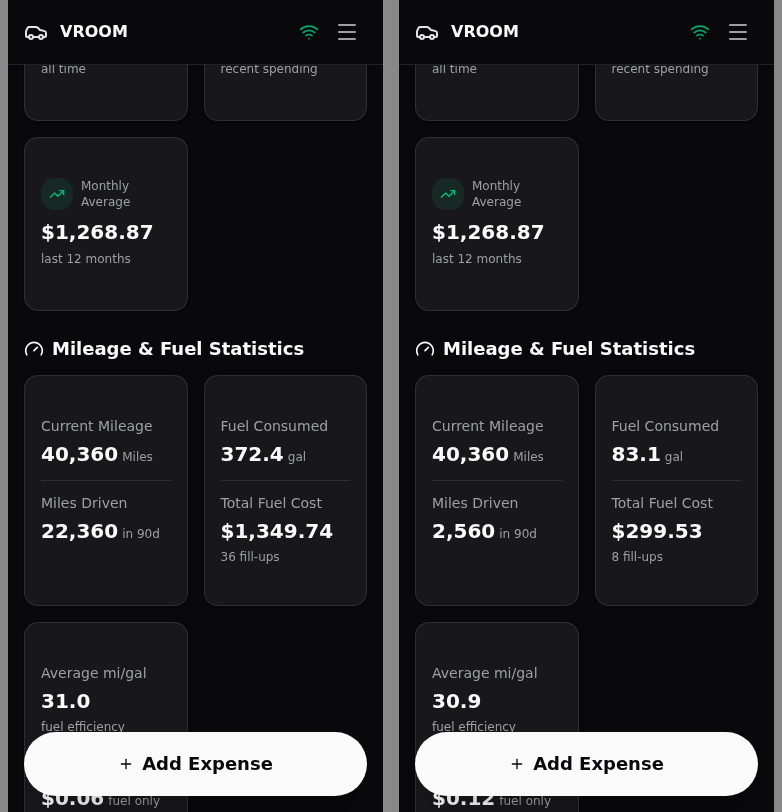 VROOM
all time
recent spending
Monthly
Average
$1,268.87
last 12 months
Mileage & Fuel Statistics
Current Mileage
40,360 Miles
Miles Driven
22,360 in 90d
Fuel Consumed
372.4 gal
Total Fuel Cost
$1,349.74
36 fill-ups
Average mi/gal
31.0
fuel efficiency
+ Add Expense
$0.06 fuel only
VROOM
all time
recent spending
Monthly
Average
$1,268.87
last 12 months
Mileage & Fuel Statistics
Current Mileage
40,360 Miles
Miles Driven
2,560 in 90d
Fuel Consumed
83.1 gal
Total Fuel Cost
$299.53
8 fill-ups
Average mi/gal
30.9
fuel efficiency
+ Add Expense
$0.12 fuel only